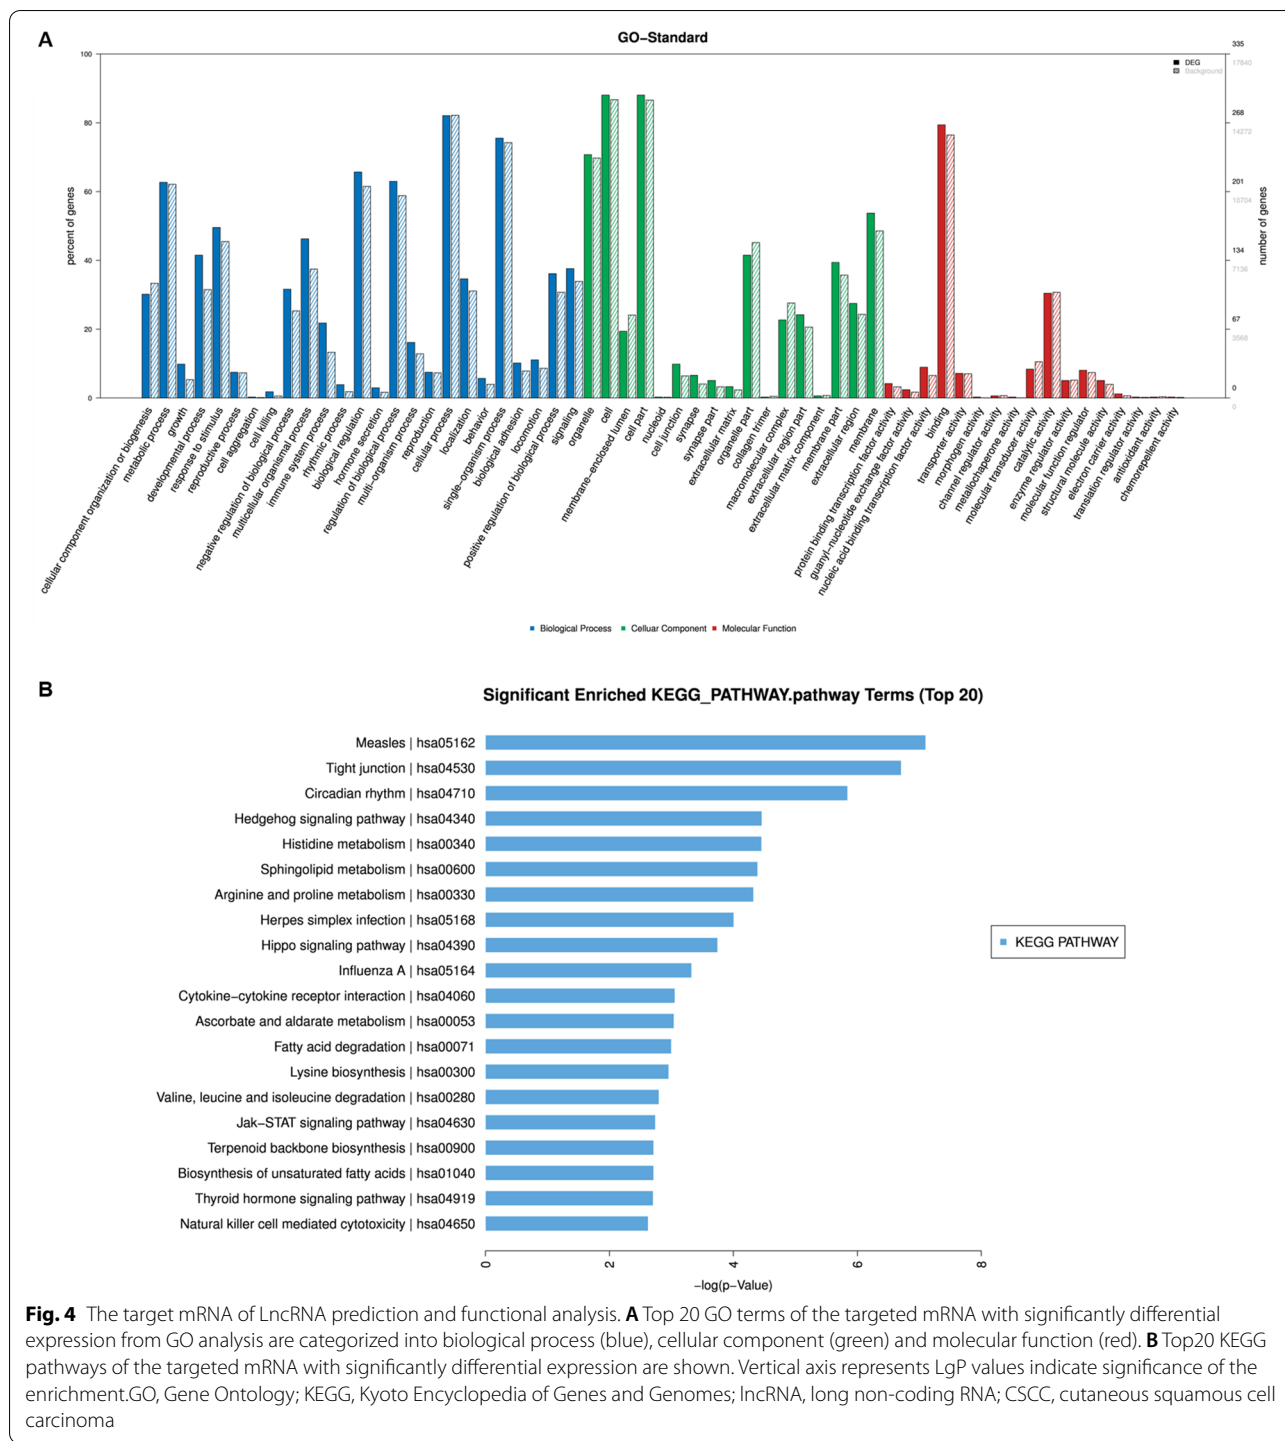 A
GO-Standard
100
80
60
40
20
0
percent of genes
335
17840
268
14272
201
10704
134
7136
67
3568
0
0
number of genes
DEG
Background
cellular component organization or biogenesis
metabolic process
growth
developmental process
response to stimulus
reproductive process
cell aggregation
cell killing
negative regulation of biological process
multicellular organismal process
immune system process
rhythmic process
biological regulation
hormone secretion
regulation of biological process
multi-organism process
reproduction
cellular process
localization
behavior
single-organism process
biological adhesion
locomotion
positive regulation of biological process
signaling
organelle
cell
membrane-enclosed lumen
cell part
nucleoid
cell junction
synapse
synapse part
extracellular matrix
organelle part
collagen trimer
macromolecular complex
extracellular region part
extracellular matrix component
membrane part
extracellular region
membrane
protein binding transcription factor activity
guanyl-nucleotide exchange factor activity
nucleic acid binding transcription factor activity
binding
transporter activity
morphogen activity
channel regulator activity
metallochaperone activity
molecular transducer activity
catalytic activity
enzyme regulator activity
molecular function regulator
structural molecule activity
electron carrier activity
translation regulator activity
antioxidant activity
chemorepellent activity
Biological Process
Celluar Component
Molecular Function
B
Significant Enriched KEGG_PATHWAY.pathway Terms (Top 20)
Measles | hsa05162
Tight junction | hsa04530
Circadian rhythm | hsa04710
Hedgehog signaling pathway | hsa04340
Histidine metabolism | hsa00340
Sphingolipid metabolism | hsa00600
Arginine and proline metabolism | hsa00330
Herpes simplex infection | hsa05168
Hippo signaling pathway | hsa04390
Influenza A | hsa05164
Cytokine-cytokine receptor interaction | hsa04060
Ascorbate and aldarate metabolism | hsa00053
Fatty acid degradation | hsa00071
Lysine biosynthesis | hsa00300
Valine, leucine and isoleucine degradation | hsa00280
Jak-STAT signaling pathway | hsa04630
Terpenoid backbone biosynthesis | hsa00900
Biosynthesis of unsaturated fatty acids | hsa01040
Thyroid hormone signaling pathway | hsa04919
Natural killer cell mediated cytotoxicity | hsa04650
KEGG PATHWAY
0
2
4
6
8
-log(p-Value)
Fig. 4 The target mRNA of LncRNA prediction and functional analysis. A Top 20 GO terms of the targeted mRNA with significantly differential
expression from GO analysis are categorized into biological process (blue), cellular component (green) and molecular function (red). B Top20 KEGG
pathways of the targeted mRNA with significantly differential expression are shown. Vertical axis represents LgP values indicate significance of the
enrichment.GO, Gene Ontology; KEGG, Kyoto Encyclopedia of Genes and Genomes; lncRNA, long non-coding RNA; CSCC, cutaneous squamous cell
carcinoma